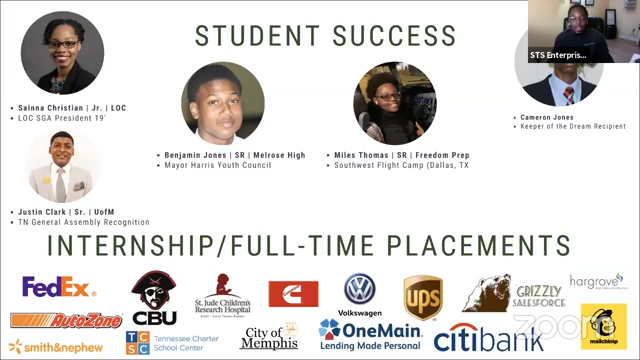 STUDENT SUCCESS
STS Enterpris...
Sainna Christian | Jr. | LOC
LOC SGA President 19'
Benjamin Jones | SR | Melrose High
Mayor Harris Youth Council
Miles Thomas | SR | Freedom Prep
Southwest Flight Camp (Dallas, TX
Cameron Jones
Keeper of the Dream Recipient
Justin Clark | Sr. | UofM
TN General Assembly Recognition
INTERNSHIP/FULL-TIME PLACEMENTS
FedEx
CBU
St. Jude Children's
Research Hospital
Volkswagen
ups
GRIZZLY
SALESFORCE
hargrove
AutoZone
smith&nephew
TCSC
Tennessee Charter
School Center
City of
Memphis
OneMain
Lending Made Personal
citibank
mailchimp
zoom